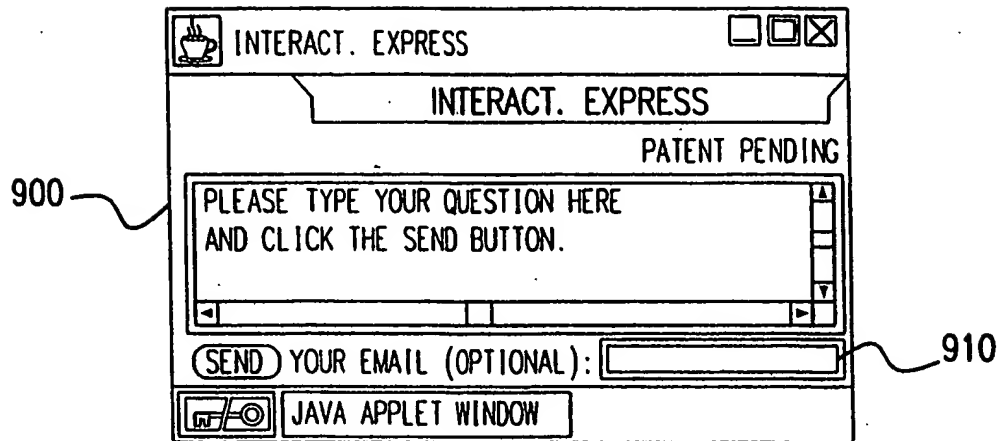 INTERACT. EXPRESS
INTERACT. EXPRESS
PATENT PENDING
900
PLEASE TYPE YOUR QUESTION HERE
AND CLICK THE SEND BUTTON.
SEND YOUR EMAIL (OPTIONAL):
910
JAVA APPLET WINDOW